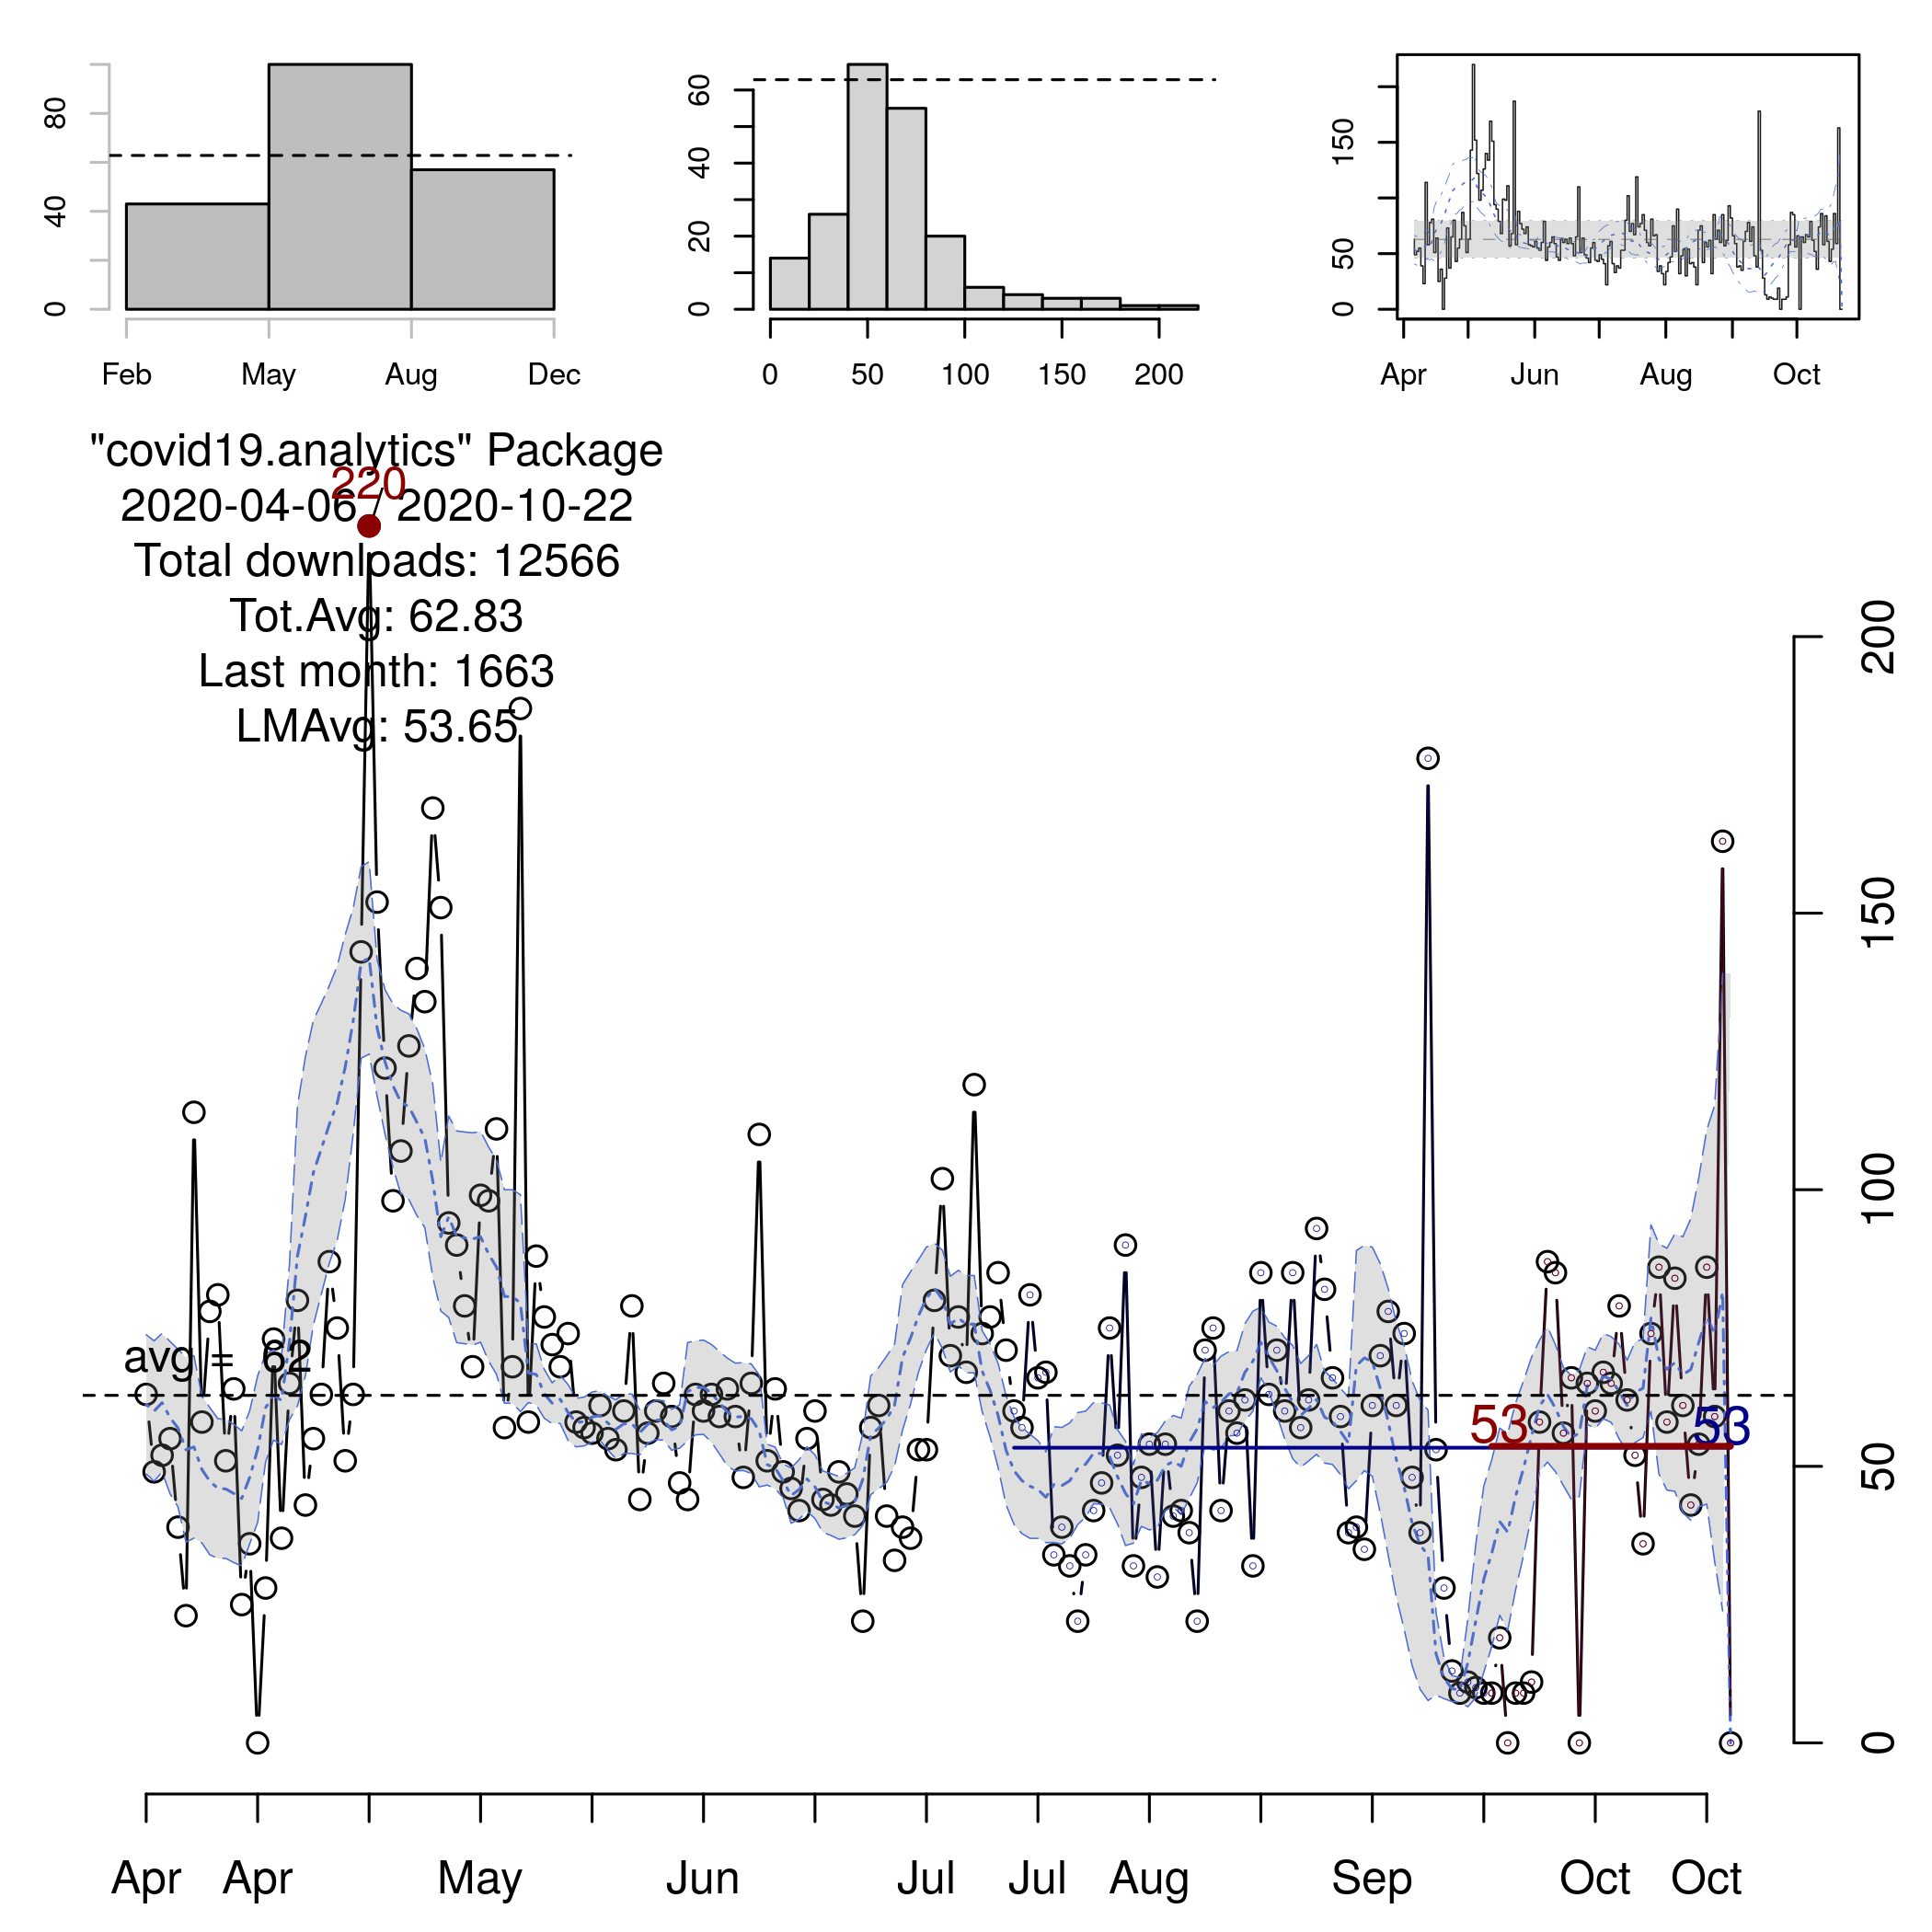 80
40
0
Feb May Aug Dec
60
40
20
0
0 50 100 150 200
150
50
0
Apr Jun Aug Oct
"covid19.analytics" Package
220
2020-04-06 2020-10-22
Total downloads: 12566
Tot.Avg: 62.83
Last month: 1663
LMAvg: 53.65
avg = 62
53
53
200
150
100
50
0
Apr Apr May Jun Jul Jul Aug Sep Oct Oct